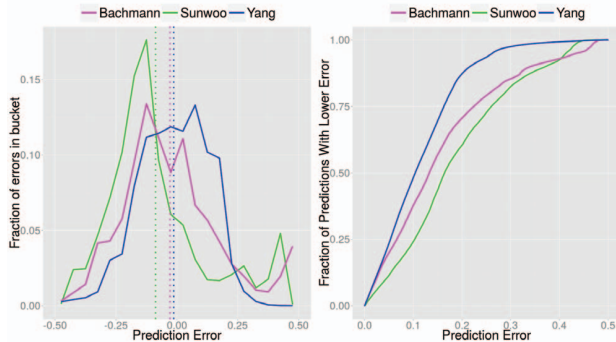 Bachmann Sunwoo Yang
Fraction of errors in bucket
0.15
0.10
0.05
0.00
-0.50 -0.25 0.00 0.25 0.50
Prediction Error
Bachmann Sunwoo Yang
Fraction of Predictions With Lower Error
1.00
0.75
0.50
0.25
0.00
0.0 0.1 0.2 0.3 0.4 0.5
Prediction Error